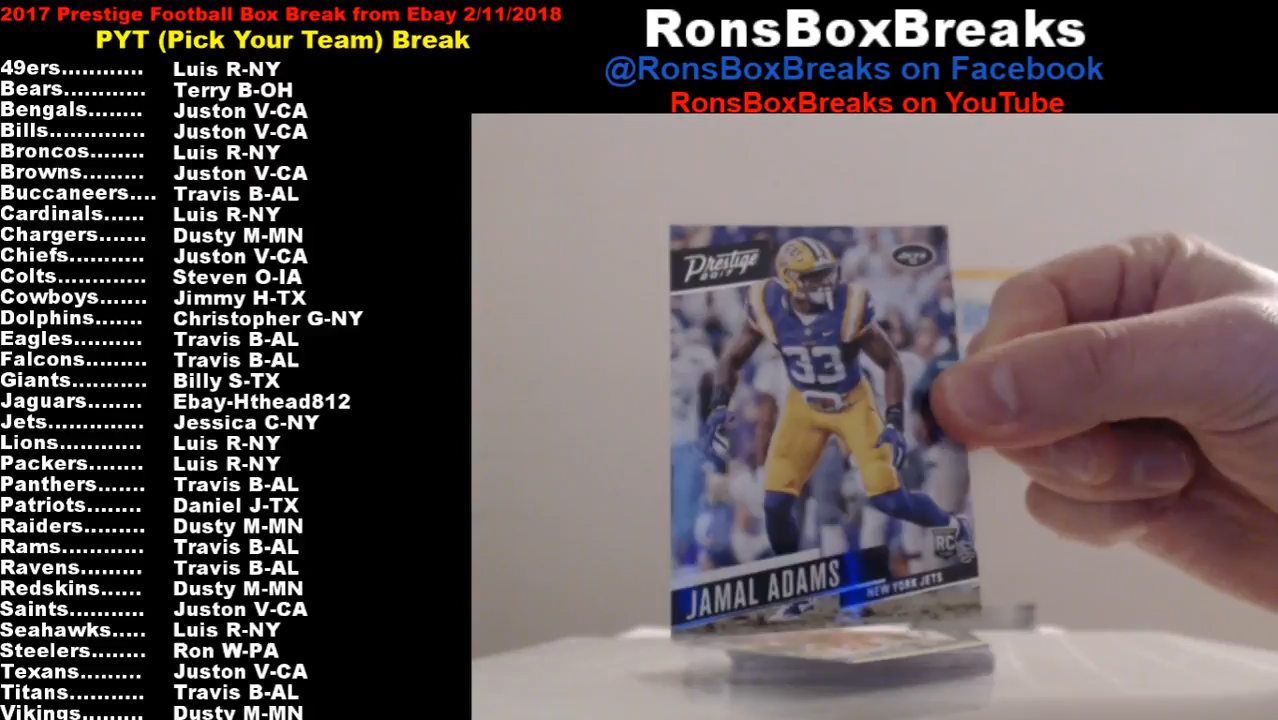 2017 Prestige Football Box Break from Ebay 2/11/2018
PYT (Pick Your Team) Break
49ers............ Luis R-NY
Bears............ Terry B-OH
Bengals........ Juston V-CA
Bills.............. Juston V-CA
Broncos........ Luis R-NY
Browns......... Juston V-CA
Buccaneers.... Travis B-AL
Cardinals...... Luis R-NY
Chargers....... Dusty M-MN
Chiefs........... Juston V-CA
Colts............. Steven O-IA
Cowboys....... Jimmy H-TX
Dolphins....... Christopher G-NY
Eagles.......... Travis B-AL
Falcons......... Travis B-AL
Giants........... Billy S-TX
Jaguars........ Ebay-Hthead812
Jets.............. Jessica C-NY
Lions............ Luis R-NY
Packers........ Luis R-NY
Panthers....... Travis B-AL
Patriots........ Daniel J-TX
Raiders......... Dusty M-MN
Rams............ Travis B-AL
Ravens......... Travis B-AL
Redskins...... Dusty M-MN
Saints........... Juston V-CA
Seahawks..... Luis R-NY
Steelers........ Ron W-PA
Texans......... Juston V-CA
Titans........... Travis B-AL
Vikings......... Dusty M-MN
RonsBoxBreaks
@RonsBoxBreaks on Facebook
RonsBoxBreaks on YouTube
Prestige
2017
JETS
33
RC
JAMAL ADAMS
NEW YORK JETS